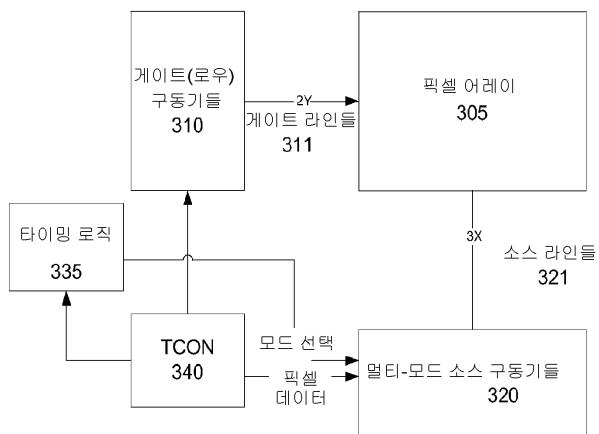 게이트(로우)
구동기들
310
2Y
게이트 라인들
311
픽셀 어레이
305
타이밍 로직
335
3X
소스 라인들
321
TCON
340
모드 선택
픽셀
데이터
멀티-모드 소스 구동기들
320